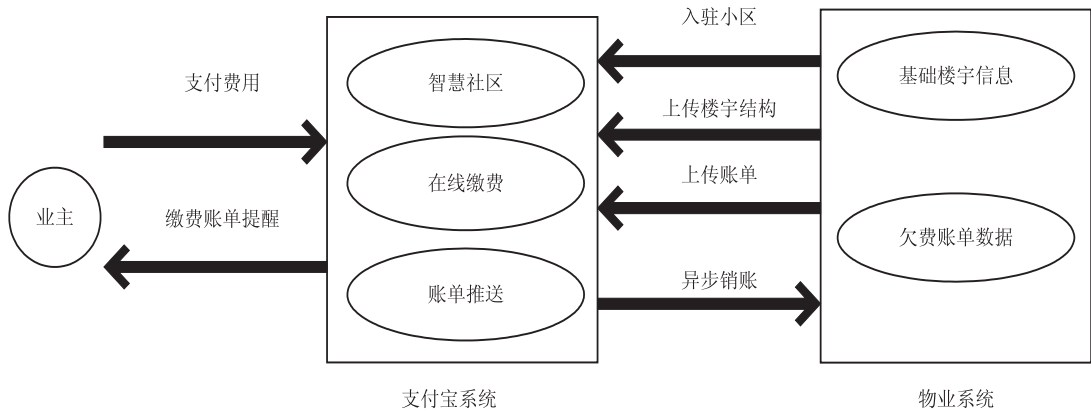 入驻小区
支付费用
智慧社区
基础楼宇信息
上传楼宇结构
上传账单
在线缴费
业主
缴费账单提醒
欠费账单数据
异步销账
账单推送
支付宝系统
物业系统